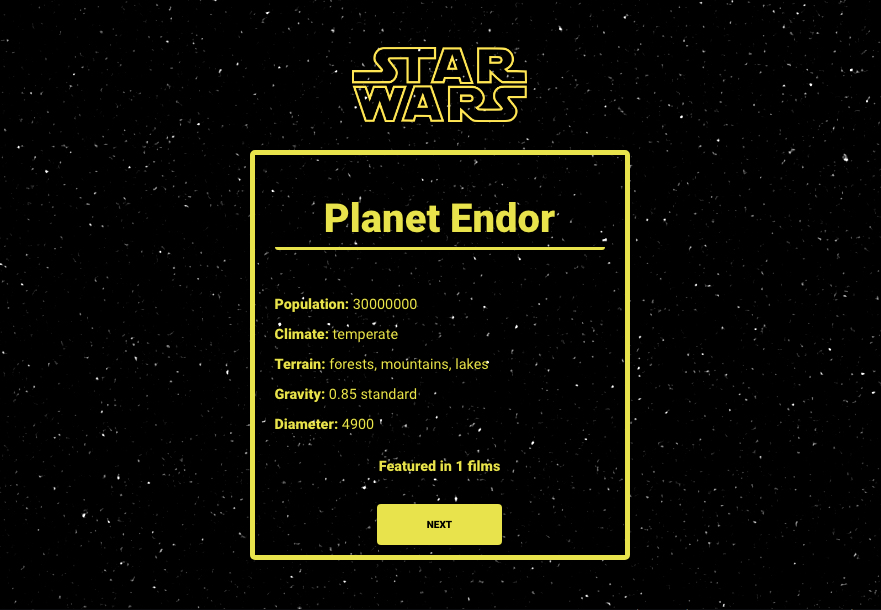 STAR
WARS
Planet Endor
Population: 30000000
Climate: temperate
Terrain: forests, mountains, lakes
Gravity: 0.85 standard
Diameter: 4900
Featured in 1 films
NEXT